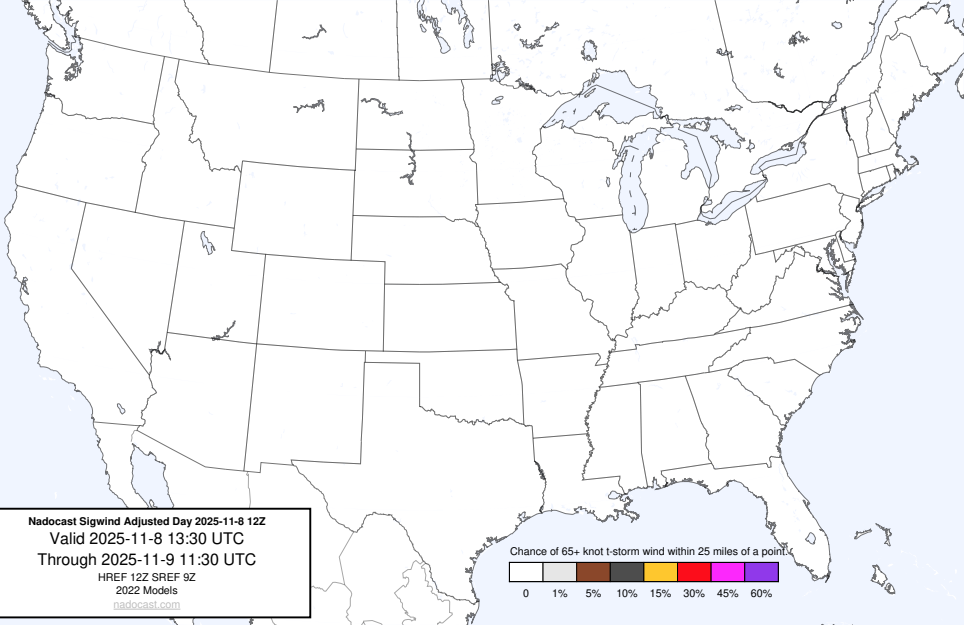 Nadocast Sigwind Adjusted Day 2025-11-8 12Z
Valid 2025-11-8 13:30 UTC
Through 2025-11-9 11:30 UTC
HREF 12Z SREF 9Z
2022 Models
nadocast.com
Chance of 65+ knot t-storm wind within 25 miles of a point.
0 1% 5% 10% 15% 30% 45% 60%